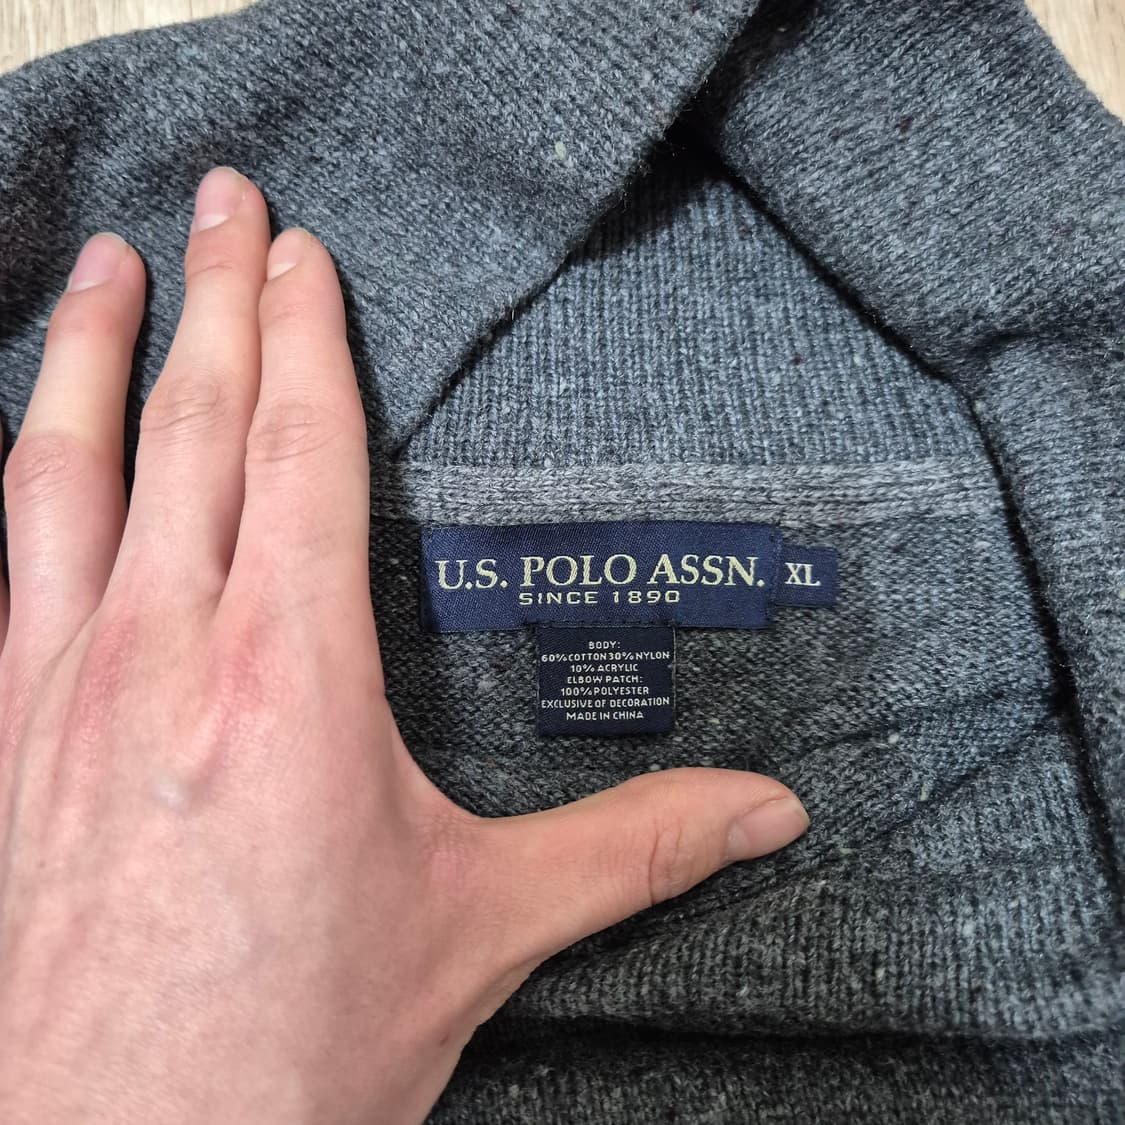 U.S. POLO ASSN.
SINCE 1890
XL
BODY:
60% COTTON 30% NYLON
10% ACRYLIC
ELBOW PATCH:
100% POLYESTER
EXCLUSIVE OF DECORATION
MADE IN CHINA